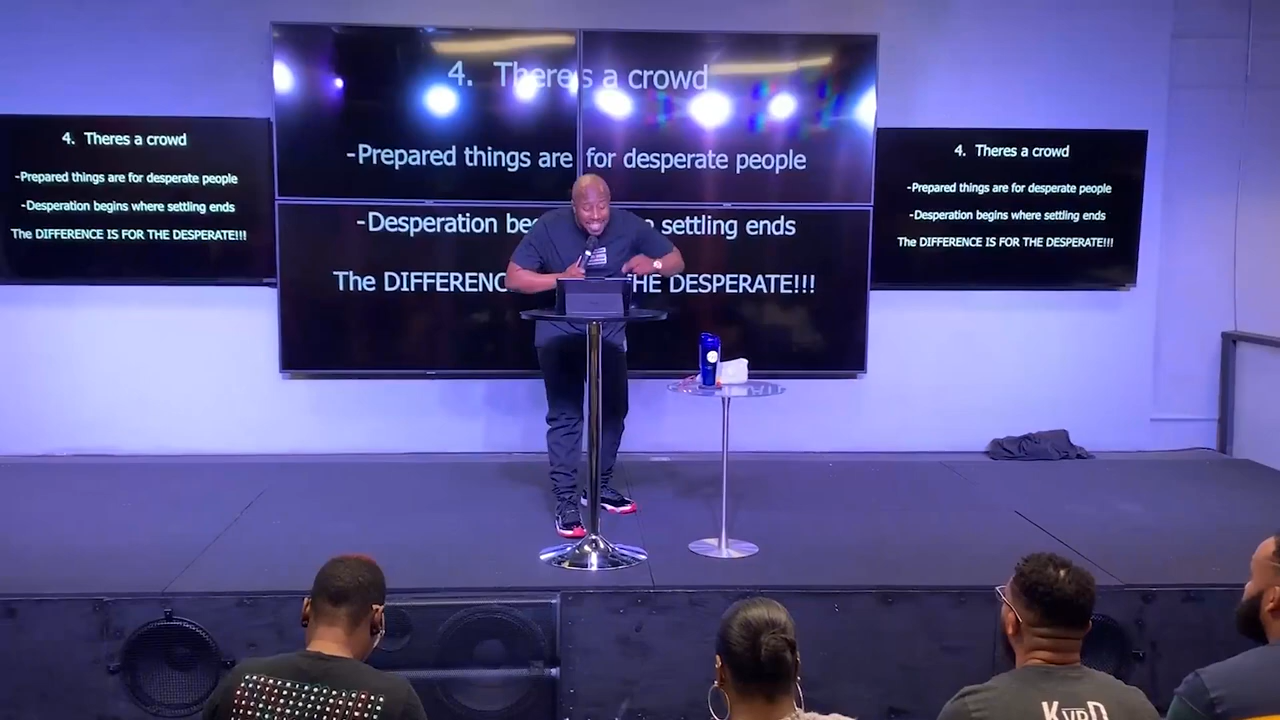 4. Theres a crowd
-Prepared things are for desperate people
-Desperation begins where settling ends
The DIFFERENCE IS FOR THE DESPERATE!!!
4. Theres a crowd
-Prepared things are for desperate people
-Desperation be settling ends
The DIFFERENC THE DESPERATE!!!
4. Theres a crowd
-Prepared things are for desperate people
-Desperation begins where settling ends
The DIFFERENCE IS FOR THE DESPERATE!!!
KVRD